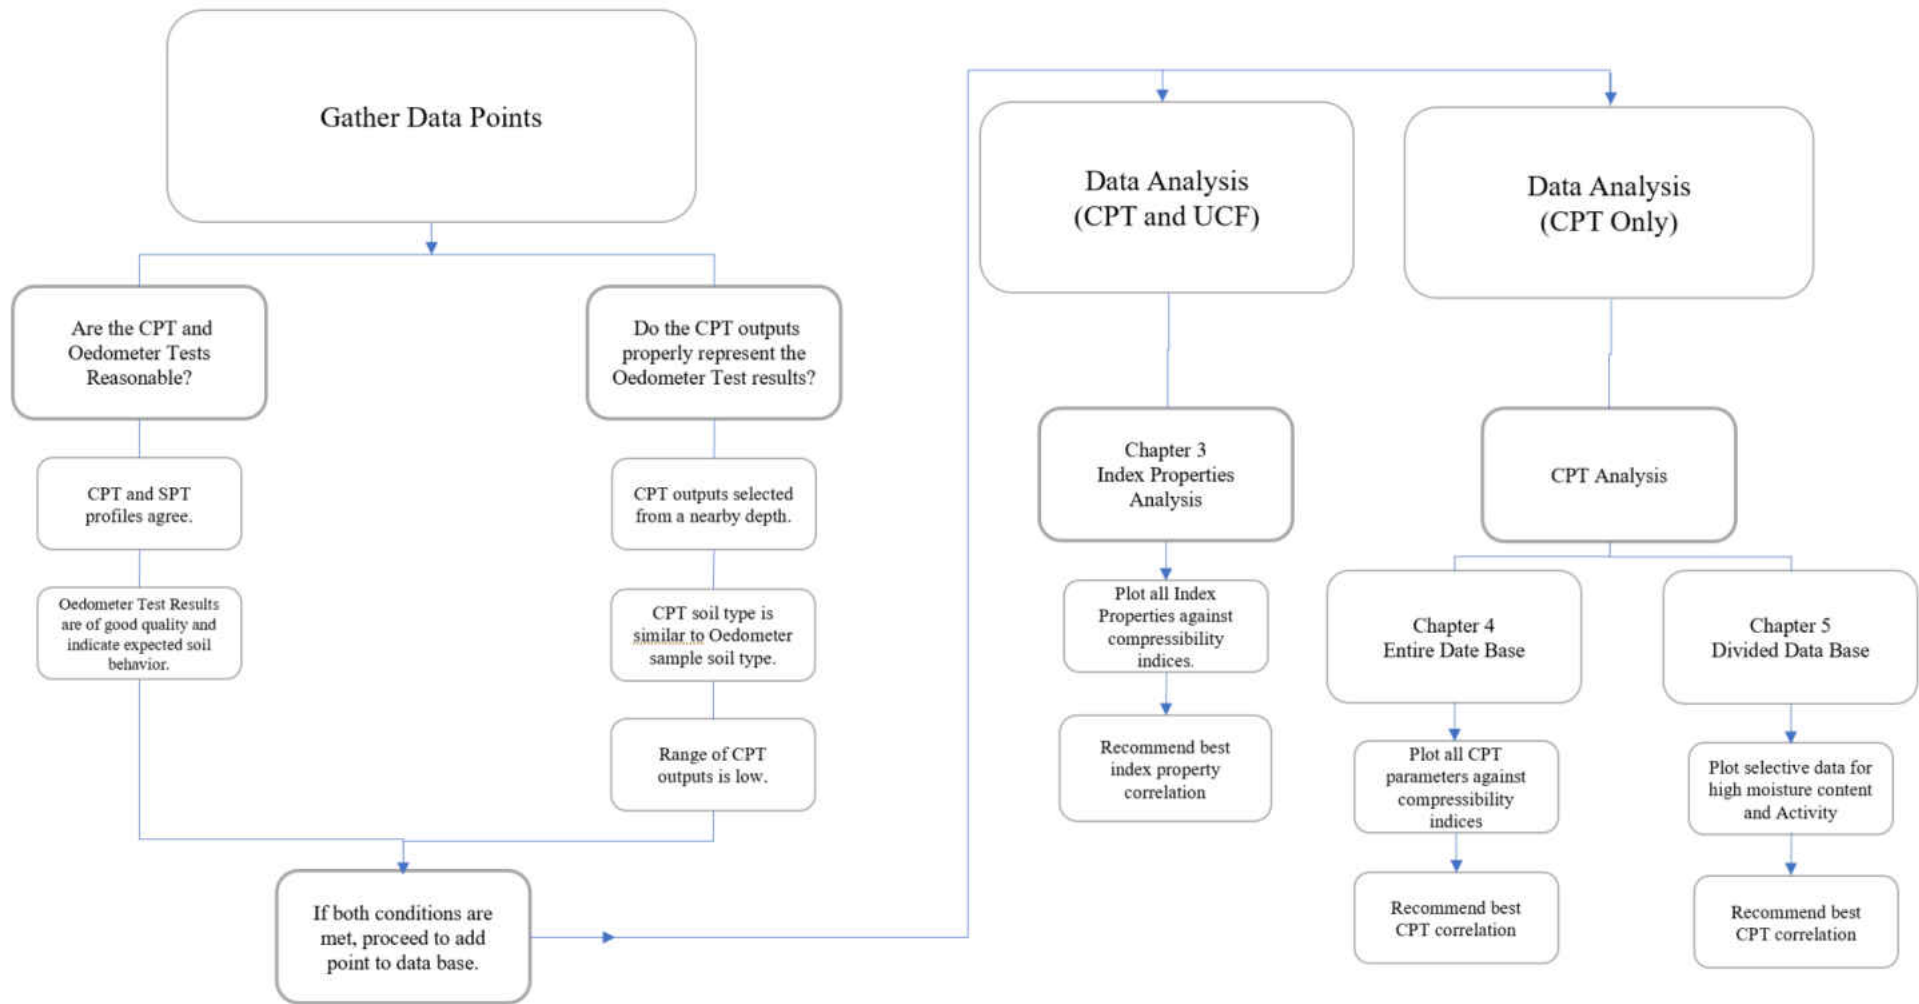 Gather Data Points
Are the CPT and
Oedometer Tests
Reasonable?
CPT and SPT
profiles agree.
Oedometer Test Results
are of good quality and
indicate expected soil
behavior.
Do the CPT outputs
properly represent the
Oedometer Test results?
CPT outputs selected
from a nearby depth.
CPT soil type is
similar to Oedometer
sample soil type.
Range of CPT
outputs is low.
If both conditions are
met, proceed to add
point to data base.
Data Analysis
(CPT and UCF)
Chapter 3
Index Properties
Analysis
Plot all Index
Properties against
compressibility
indices.
Recommend best
index property
correlation
Data Analysis
(CPT Only)
CPT Analysis
Chapter 4
Entire Date Base
Plot all CPT
parameters against
compressibility
indices
Recommend best
CPT correlation
Chapter 5
Divided Data Base
Plot selective data for
high moisture content
and Activity
Recommend best
CPT correlation